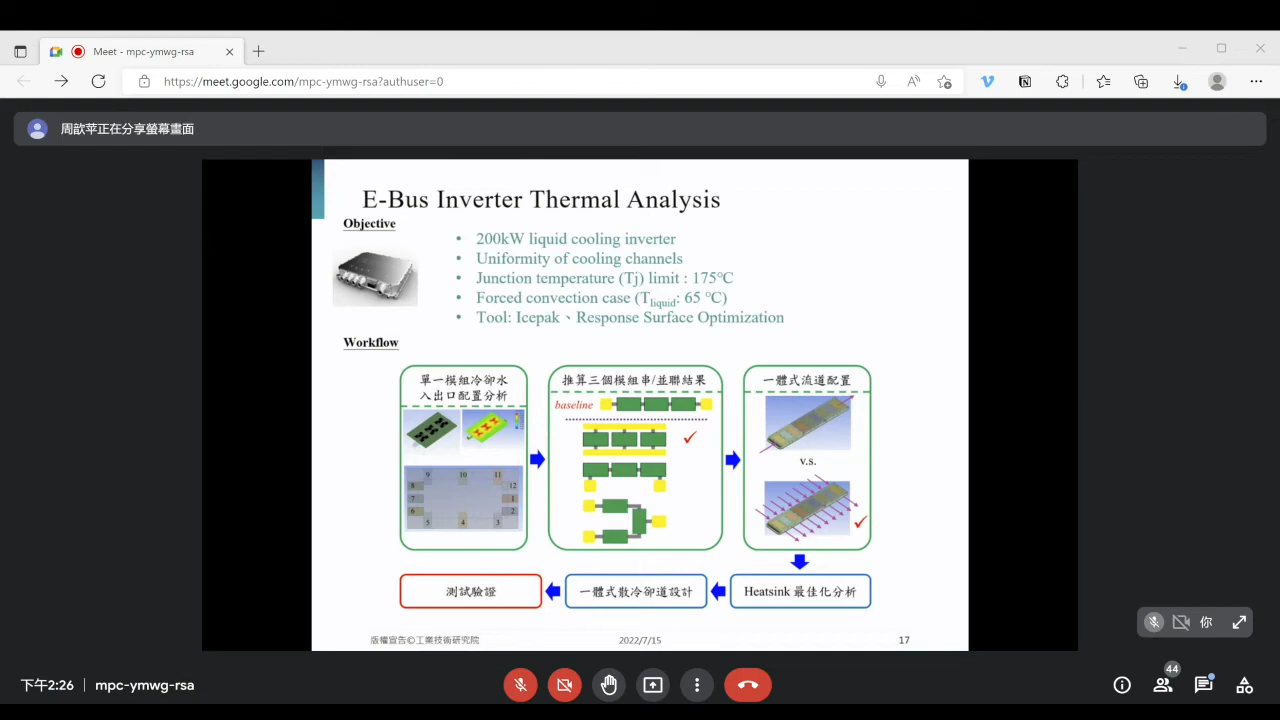 Meet - mpc-ymwg-rsa
https://meet.google.com/mpc-ymwg-rsa?authuser=0
周歆苹正在分享螢幕畫面
E-Bus Inverter Thermal Analysis
Objective
• 200kW liquid cooling inverter
• Uniformity of cooling channels
• Junction temperature (Tj) limit : 175℃
• Forced convection case (Tliquid: 65 ℃)
• Tool: Icepak、Response Surface Optimization
Workflow
單一模組冷卻水
入出口配置分析
9 10 11
8 12
7 1
6 2
5 4 3
推算三個模組串/並聯結果
baseline
一體式流道配置
v.s.
測試驗證
一體式散冷卻道設計
Heatsink 最佳化分析
版權宣告©工業技術研究院
2022/7/15
17
你
下午2:26
mpc-ymwg-rsa
44